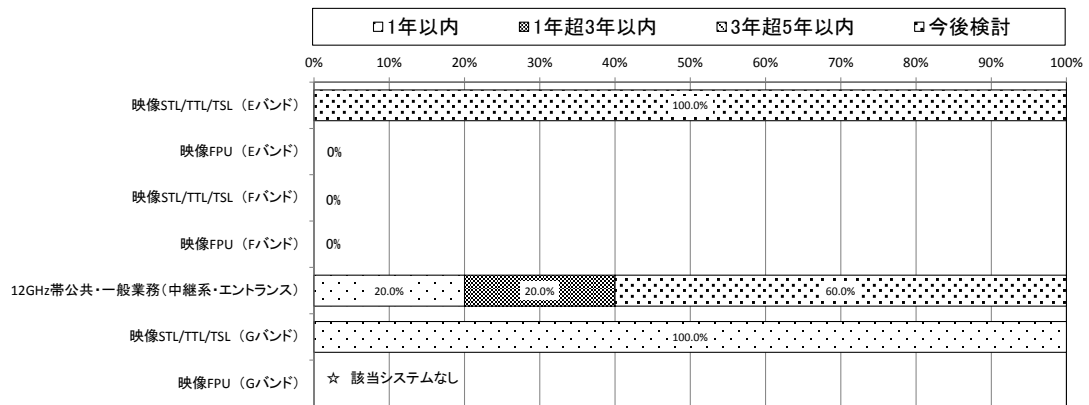 1年以内 1年超3年以内 3年超5年以内 今後検討
0% 10% 20% 30% 40% 50% 60% 70% 80% 90% 100%
映像STL/TTL/TSL（Eバンド） 100.0%
映像FPU（Eバンド） 0%
映像STL/TTL/TSL（Fバンド） 0%
映像FPU（Fバンド） 0%
12GHz帯公共・一般業務（中継系・エントランス） 20.0% 20.0% 60.0%
映像STL/TTL/TSL（Gバンド） 100.0%
映像FPU（Gバンド） ☆ 該当システムなし